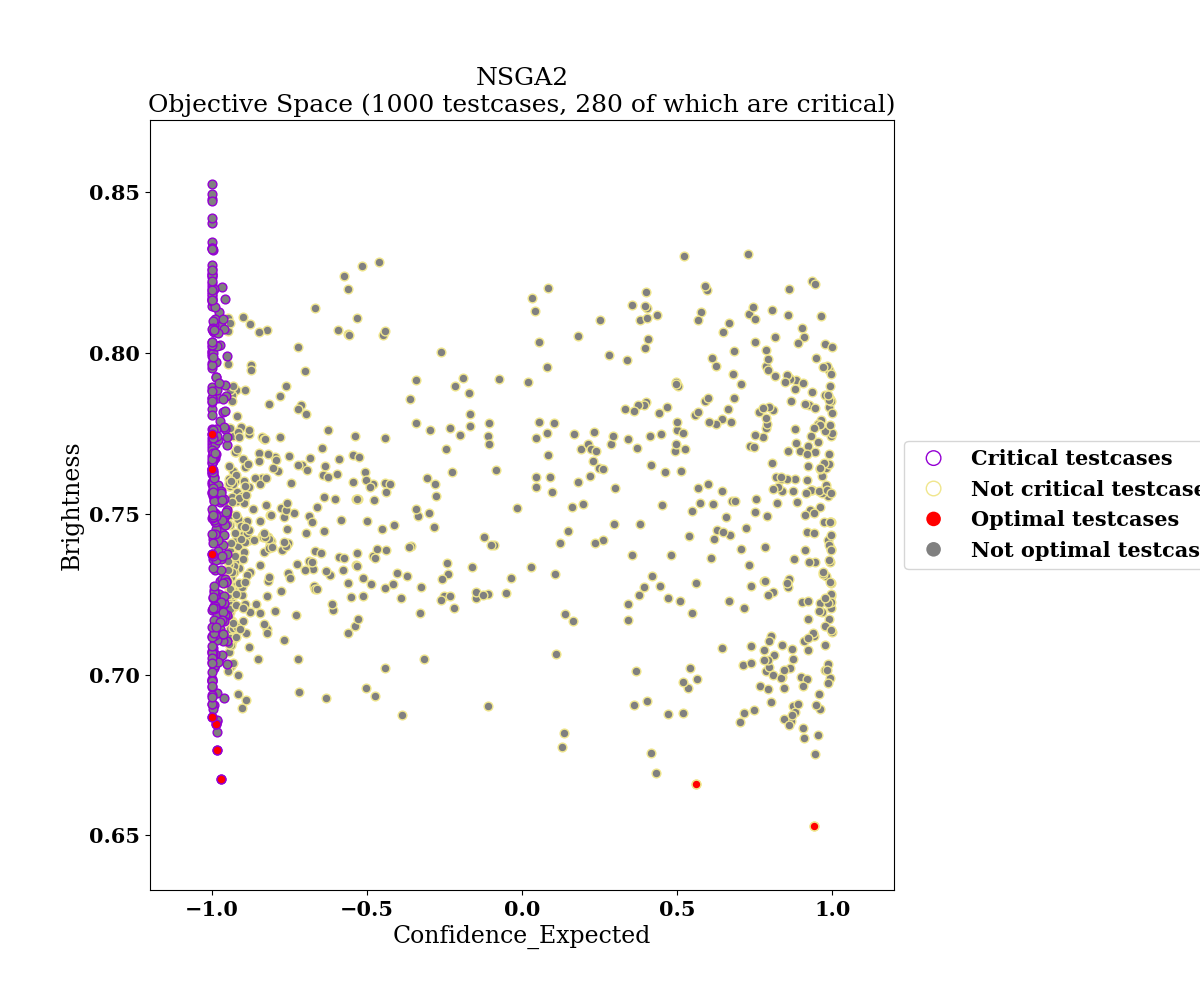 NSGA2
Objective Space (1000 testcases, 280 of which are critical)
0.85
0.80
0.75
0.70
0.65
Brightness
−1.0
−0.5
0.0
0.5
1.0
Confidence_Expected
Critical testcases
Not critical testcase
Optimal testcases
Not optimal testcas